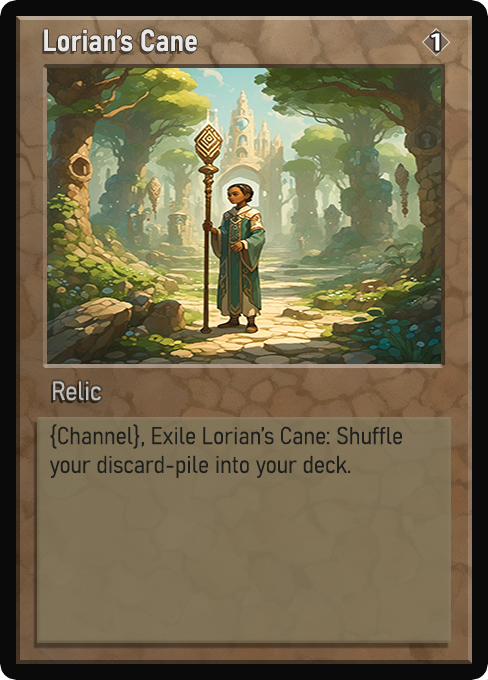 Lorian's Cane 1
Relic
{Channel}, Exile Lorian's Cane: Shuffle
your discard-pile into your deck.